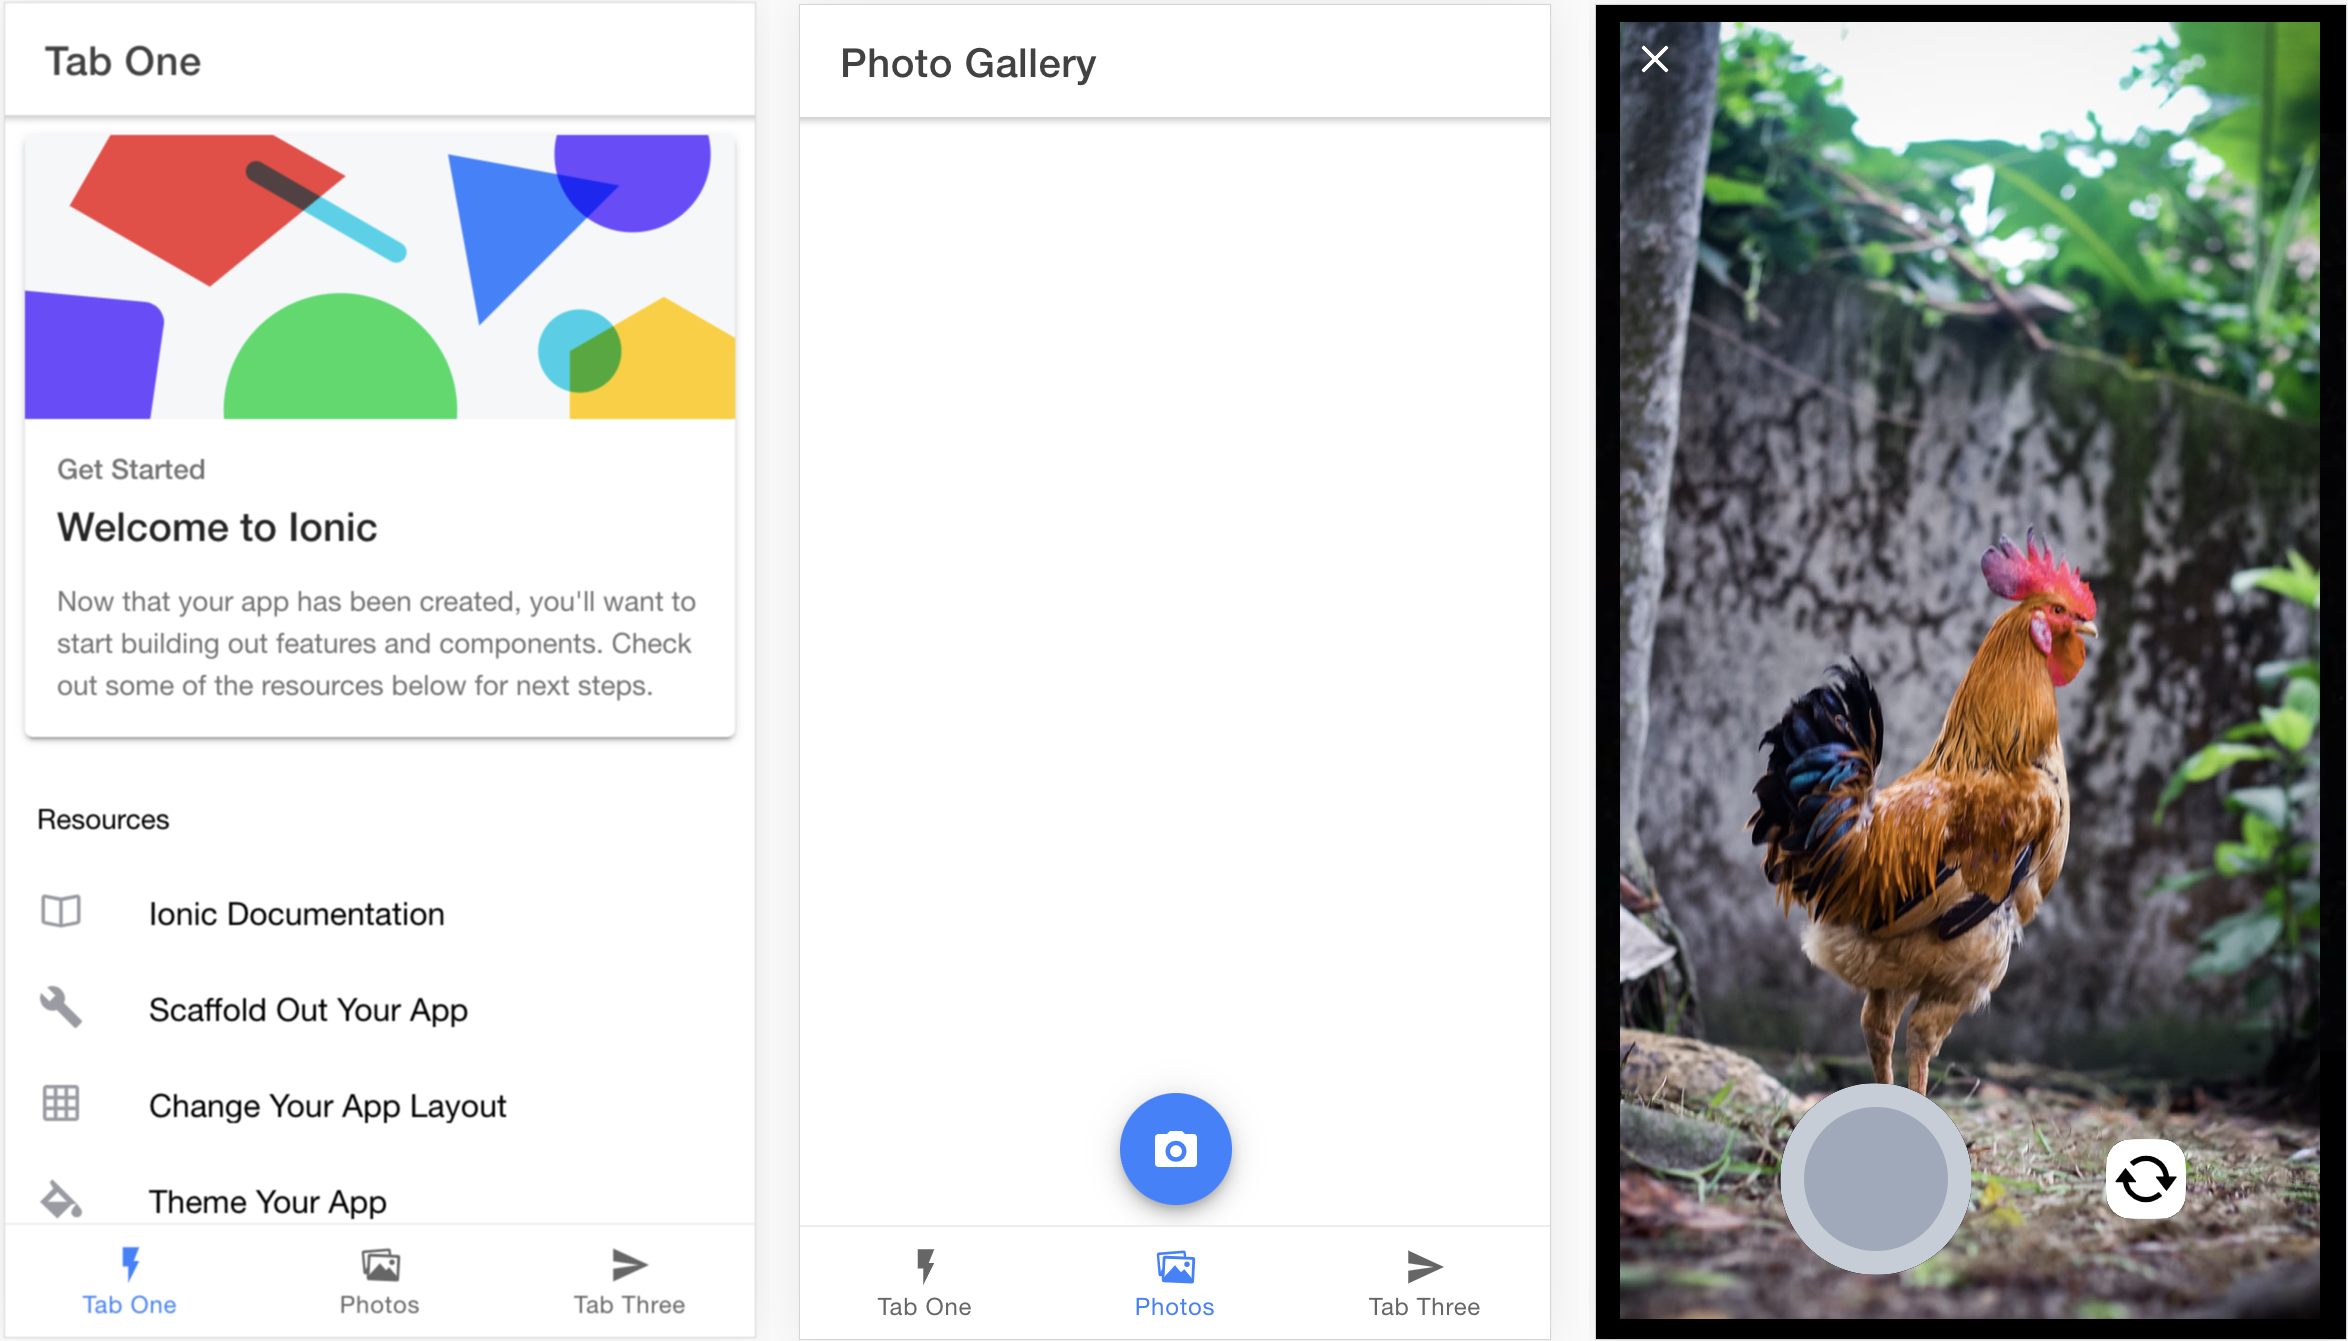 Tab One
Get Started
Welcome to Ionic
Now that your app has been created, you'll want to
start building out features and components. Check
out some of the resources below for next steps.
Resources
Ionic Documentation
Scaffold Out Your App
Change Your App Layout
Theme Your App
Tab One
Photos
Tab Three
Photo Gallery
Tab One
Photos
Tab Three